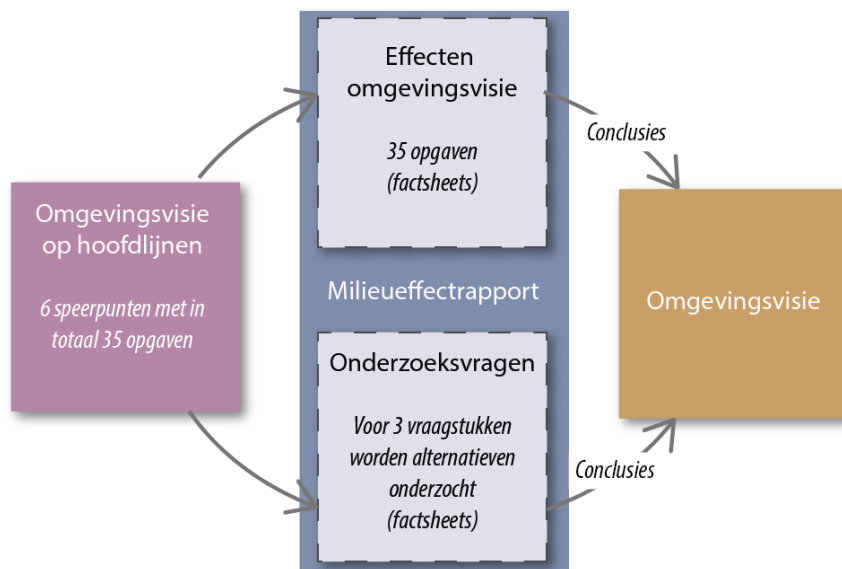 Omgevingsvisie
op hoofdlijnen
6 speerpunten met in
totaal 35 opgaven
Effecten
omgevingsvisie
35 opgaven
(factsheets)
Milieueffectrapport
Onderzoeksvragen
Voor 3 vraagstukken
worden alternatieven
onderzocht
(factsheets)
Conclusies
Conclusies
Omgevingsvisie